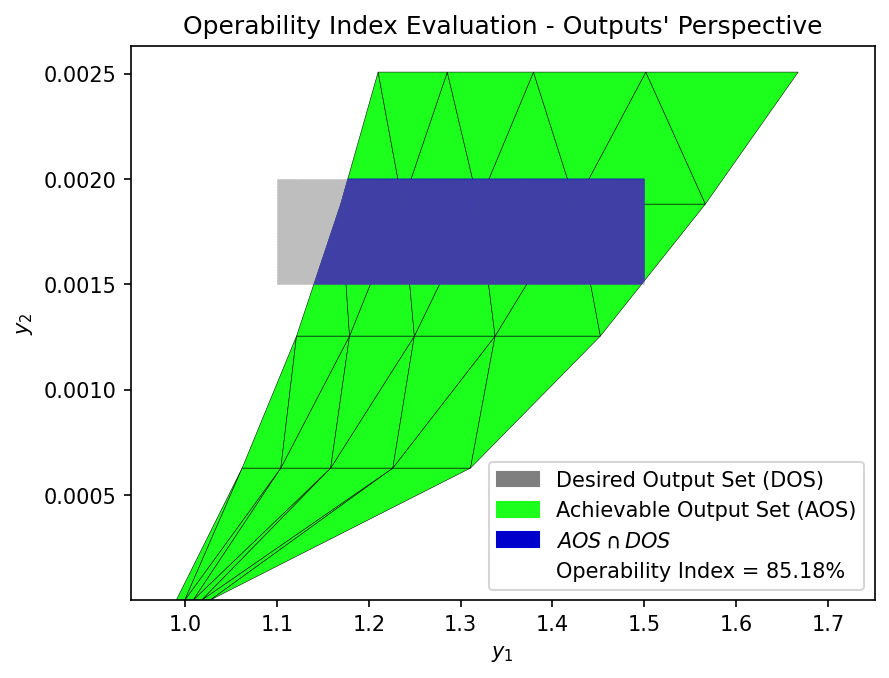 Operability Index Evaluation - Outputs' Perspective
y₂
0.0025
0.0020
0.0015
0.0010
0.0005
Desired Output Set (DOS)
Achievable Output Set (AOS)
AOS ∩ DOS
Operability Index = 85.18%
1.0 1.1 1.2 1.3 1.4 1.5 1.6 1.7
y₁